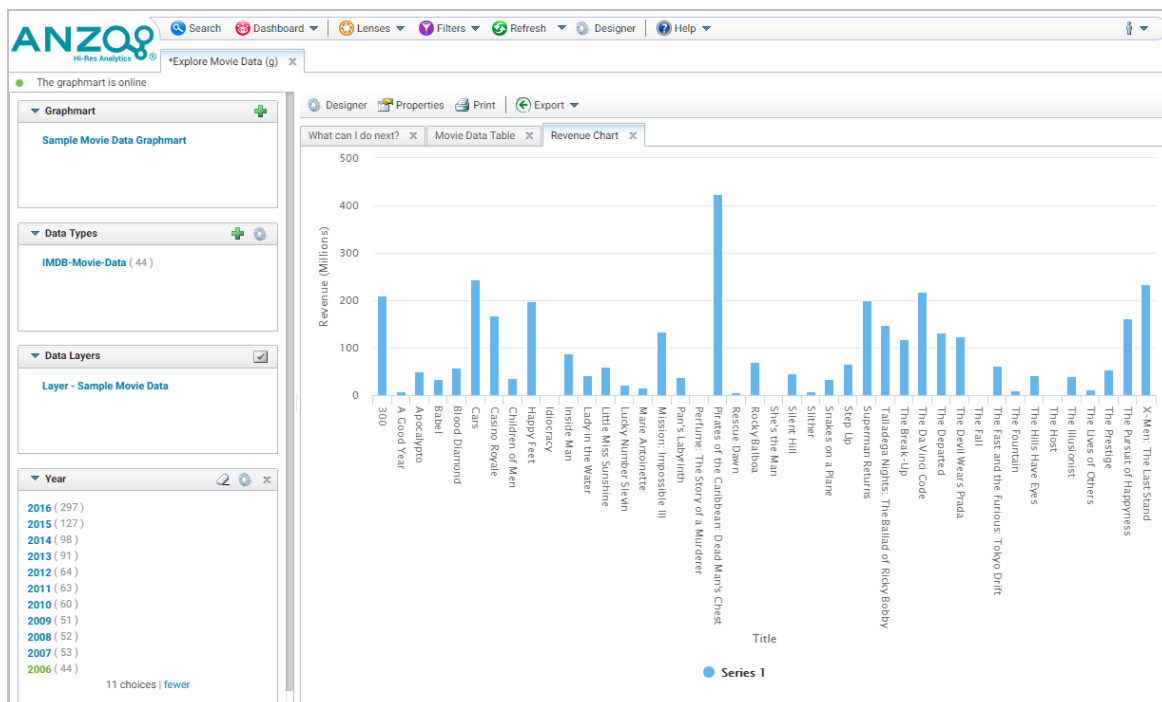 ANZO
Hi-Res Analytics
®
Search Dashboard Lenses Filters Refresh Designer Help
*Explore Movie Data (g) x
The graphmart is online
Graphmart
Sample Movie Data Graphmart
Data Types
IMDB-Movie-Data ( 44 )
Data Layers
Layer - Sample Movie Data
Year x
2016 ( 297 )
2015 ( 127 )
2014 ( 98 )
2013 ( 91 )
2012 ( 64 )
2011 ( 63 )
2010 ( 60 )
2009 ( 51 )
2008 ( 52 )
2007 ( 53 )
2006 ( 44 )
11 choices | fewer
Designer Properties Print Export
What can I do next? x Movie Data Table x Revenue Chart x
500
400
300
200
100
0
Revenue (Millions)
300
A Good Year
Apocalypto
Babel
Blood Diamond
Cars
Casino Royale
Children of Men
Happy Feet
Idiocracy
Inside Man
Lady in the Water
Little Miss Sunshine
Lucky Number Slevin
Marie Antoinette
Mission: Impossible III
Pan's Labyrinth
Perfume: The Story of a Murderer
Pirates of the Caribbean: Dead Man's Chest
Rescue Dawn
Rocky Balboa
She's the Man
Silent Hill
Slither
Snakes on a Plane
Step Up
Superman Returns
Talladega Nights: The Ballad of Ricky Bobby
The Break-Up
The Da Vinci Code
The Departed
The Devil Wears Prada
The Fall
The Fast and the Furious: Tokyo Drift
The Fountain
The Hills Have Eyes
The Host
The Illusionist
The Lives of Others
The Prestige
The Pursuit of Happyness
X-Men: The Last Stand
Title
Series 1